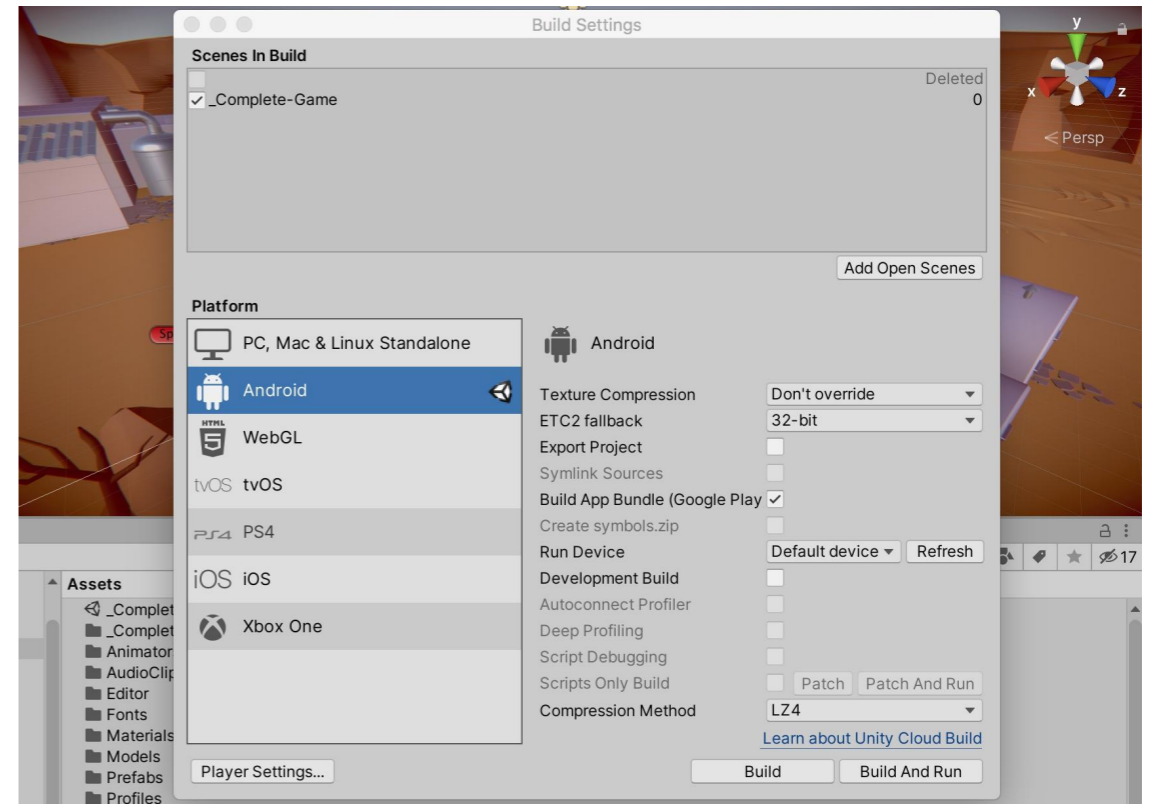 Build Settings
y
x
z
Persp
Scenes In Build
Deleted
_Complete-Game
0
Add Open Scenes
Platform
PC, Mac & Linux Standalone
Android
HTML
5
WebGL
tvOS
tvOS
PS4
PS4
iOS
iOS
Xbox One
Android
Texture Compression
Don't override
ETC2 fallback
32-bit
Export Project
Symlink Sources
Build App Bundle (Google Play
Create symbols.zip
Run Device
Default device
Refresh
Development Build
Autoconnect Profiler
Deep Profiling
Script Debugging
Scripts Only Build
Patch
Patch And Run
Compression Method
LZ4
Learn about Unity Cloud Build
Player Settings...
Build
Build And Run
Sp
17
Assets
_Complet
_Complet
Animator
AudioClip
Editor
Fonts
Materials
Models
Prefabs
Profiles